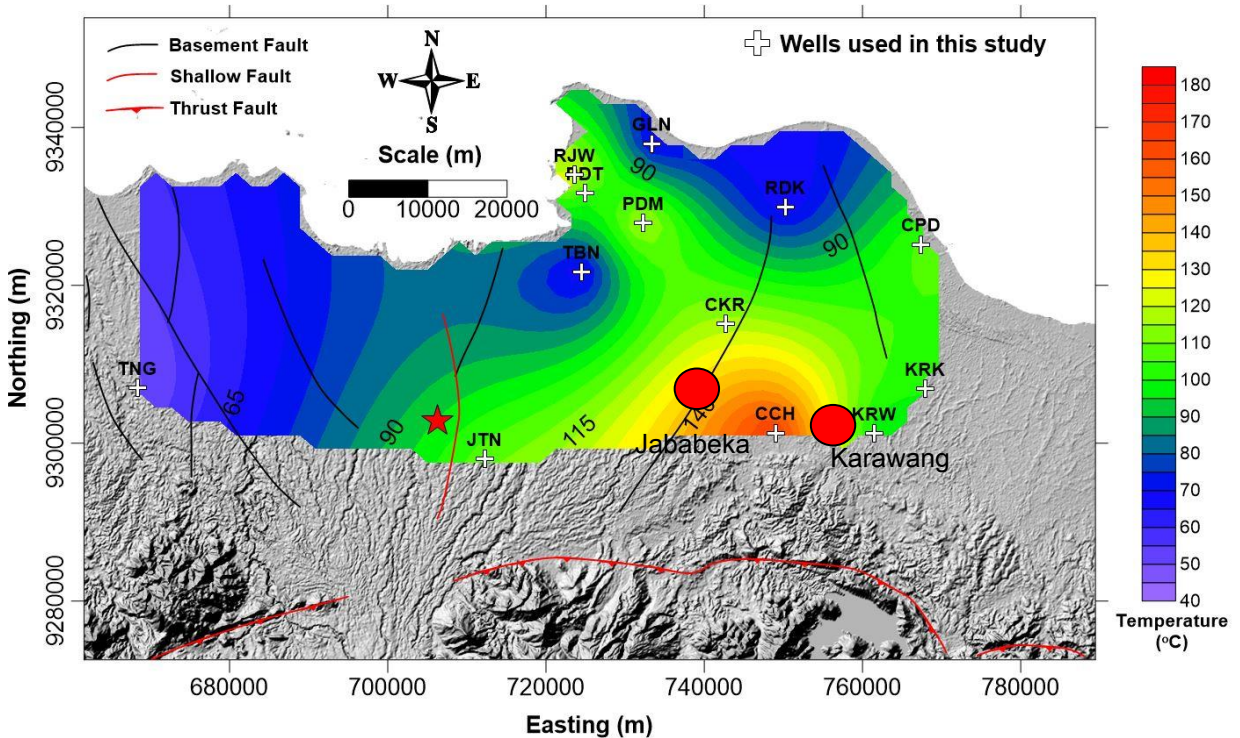 Basement Fault
Shallow Fault
Thrust Fault
N
W E
S
Wells used in this study
Scale (m)
0 10000 20000
GLN
RJW
DT
90
PDM
RDK
CPD
90
TBN
CKR
TNG
65
90
JTN
115
140
CCH
KRW
KRK
Jababeka
Karawang
9340000
9320000
9300000
9280000
Northing (m)
680000 700000 720000 740000 760000 780000
Easting (m)
180
170
160
150
140
130
120
110
100
90
80
70
60
50
40
Temperature
(°C)